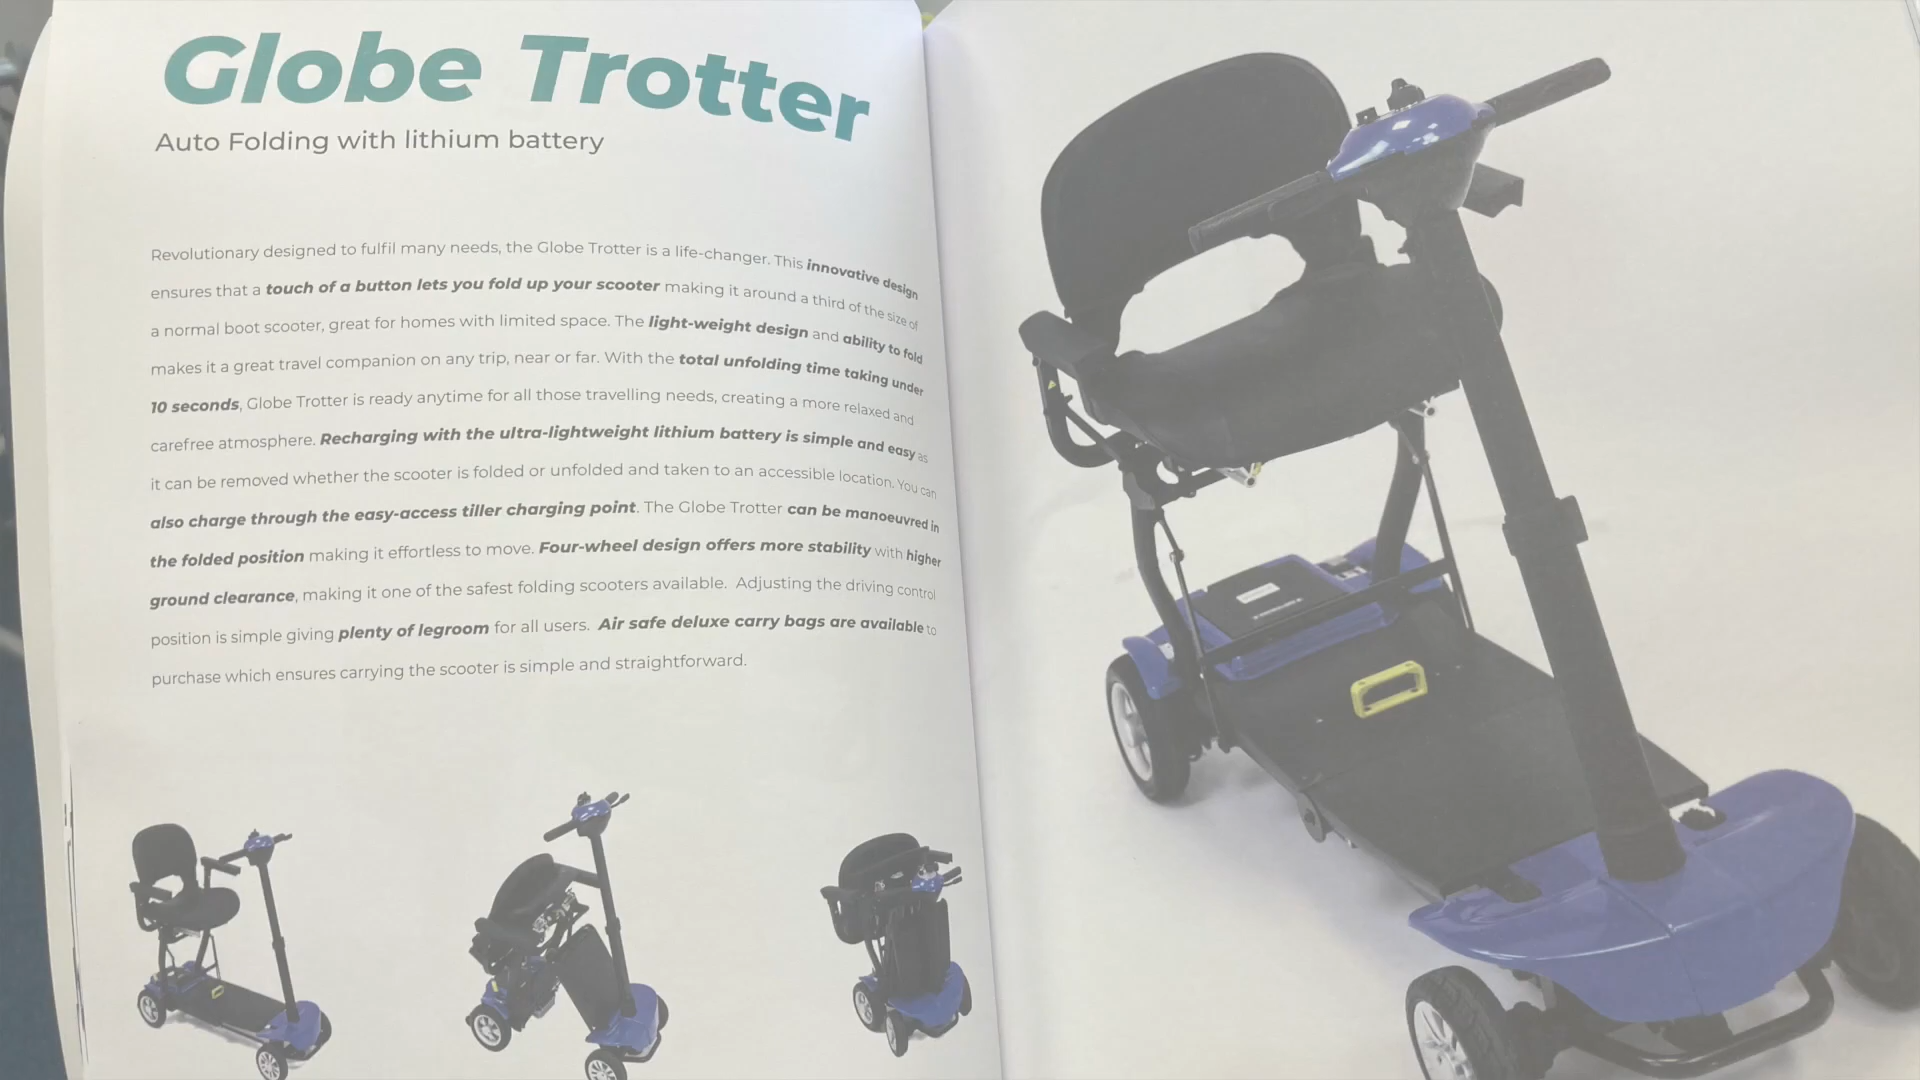 Globe Trotter
Auto Folding with lithium battery
Revolutionary designed to fulfil many needs, the Globe Trotter is a life-changer. This innovative design
ensures that a touch of a button lets you fold up your scooter making it around a third of the size of
a normal boot scooter, great for homes with limited space. The light-weight design and ability to fold
makes it a great travel companion on any trip, near or far. With the total unfolding time taking under
10 seconds, Globe Trotter is ready anytime for all those travelling needs, creating a more relaxed and
carefree atmosphere. Recharging with the ultra-lightweight lithium battery is simple and easy as
it can be removed whether the scooter is folded or unfolded and taken to an accessible location. You can
also charge through the easy-access tiller charging point. The Globe Trotter can be manoeuvred in
the folded position making it effortless to move. Four-wheel design offers more stability with higher
ground clearance, making it one of the safest folding scooters available. Adjusting the driving control
position is simple giving plenty of legroom for all users. Air safe deluxe carry bags are available to
purchase which ensures carrying the scooter is simple and straightforward.